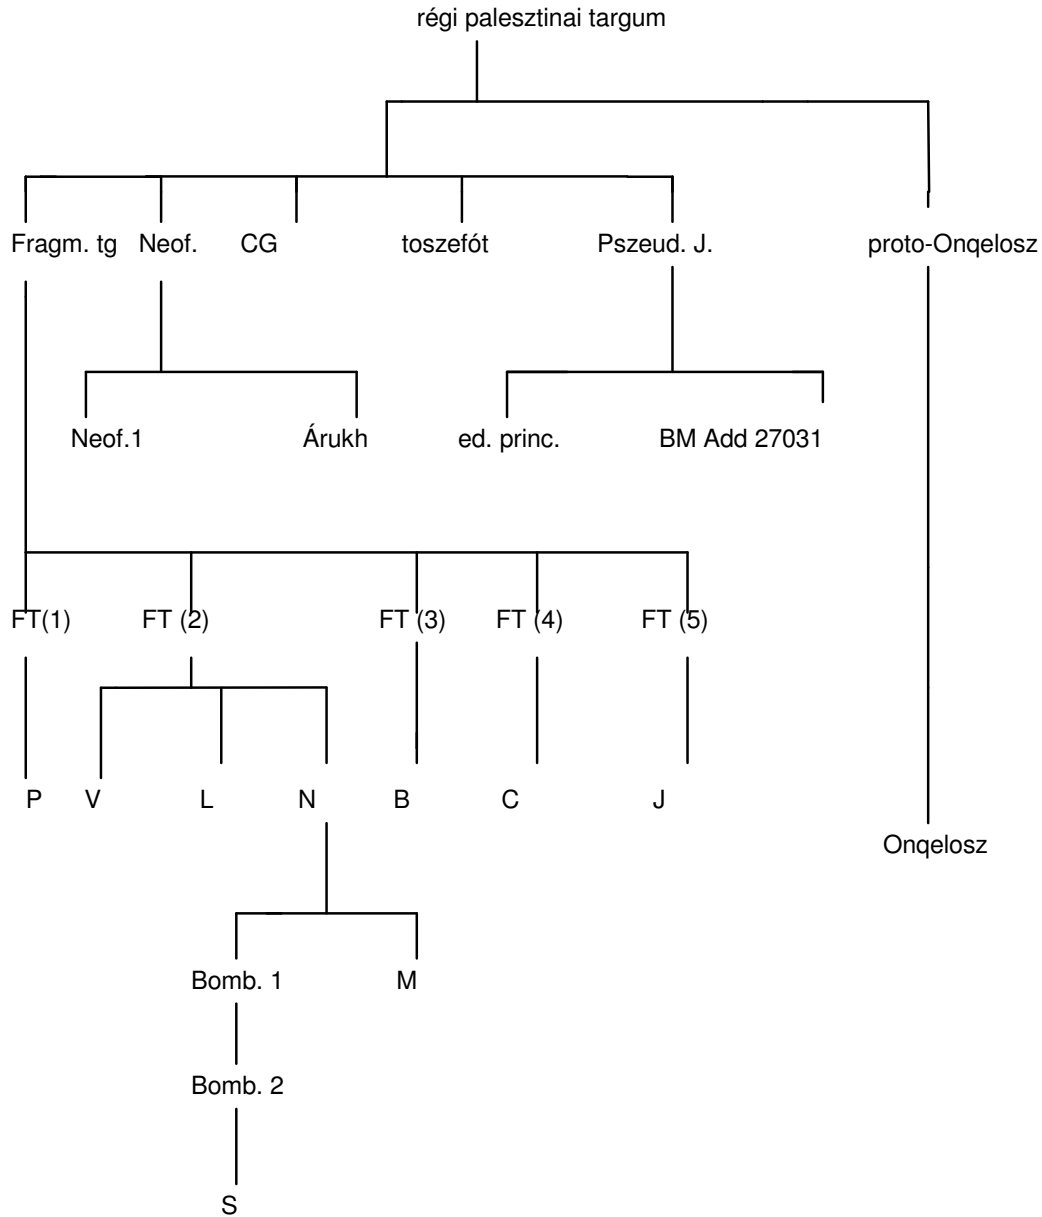 régi palesztinai targum
Fragm. tg Neof. CG toszefót Pszeud. J. proto-Onqelosz
Neof.1 Árukh ed. princ. BM Add 27031
FT(1) FT (2) FT (3) FT (4) FT (5)
P V L N B C J
Onqelosz
Bomb. 1 M
Bomb. 2
S